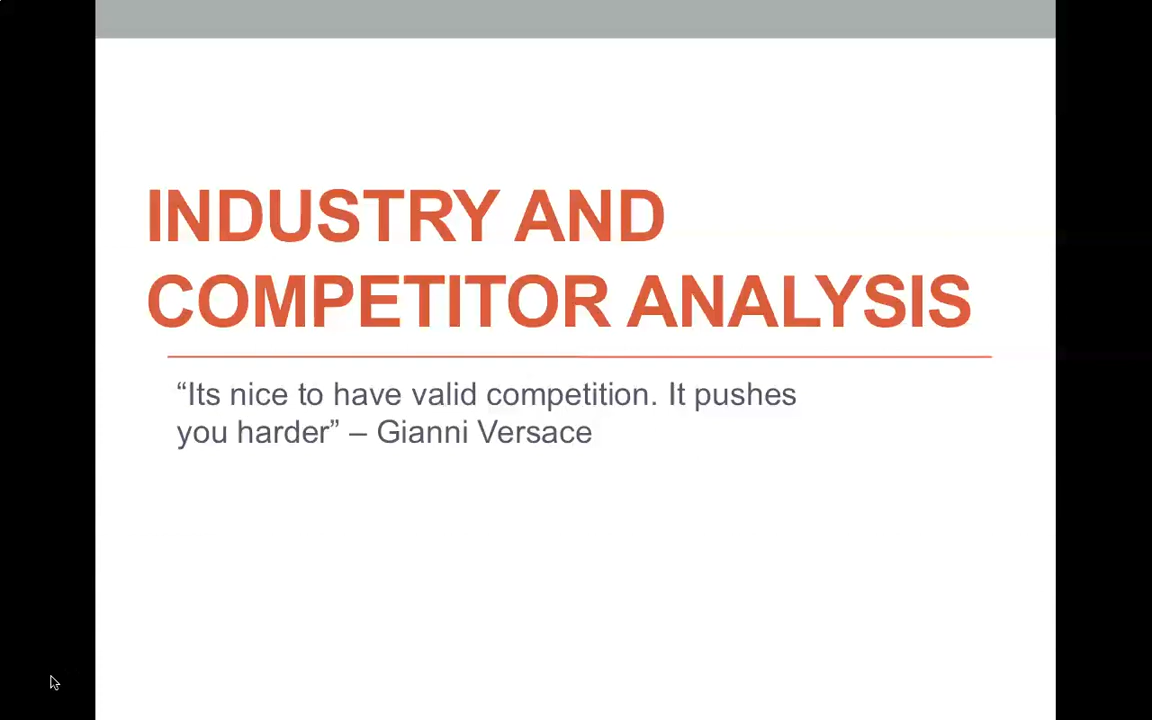 INDUSTRY AND
COMPETITOR ANALYSIS
“Its nice to have valid competition. It pushes
you harder” – Gianni Versace